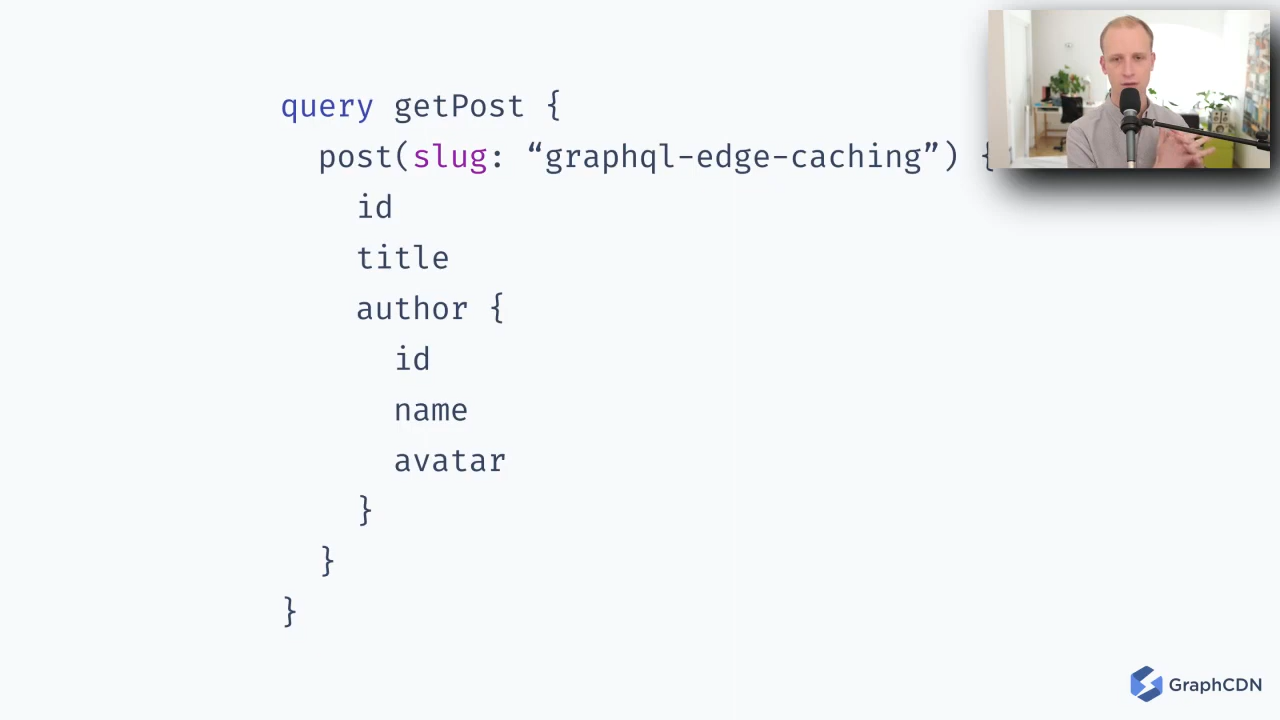 query getPost {
post(slug: “graphql-edge-caching”) {
id
title
author {
id
name
avatar
}
}
}
GraphCDN